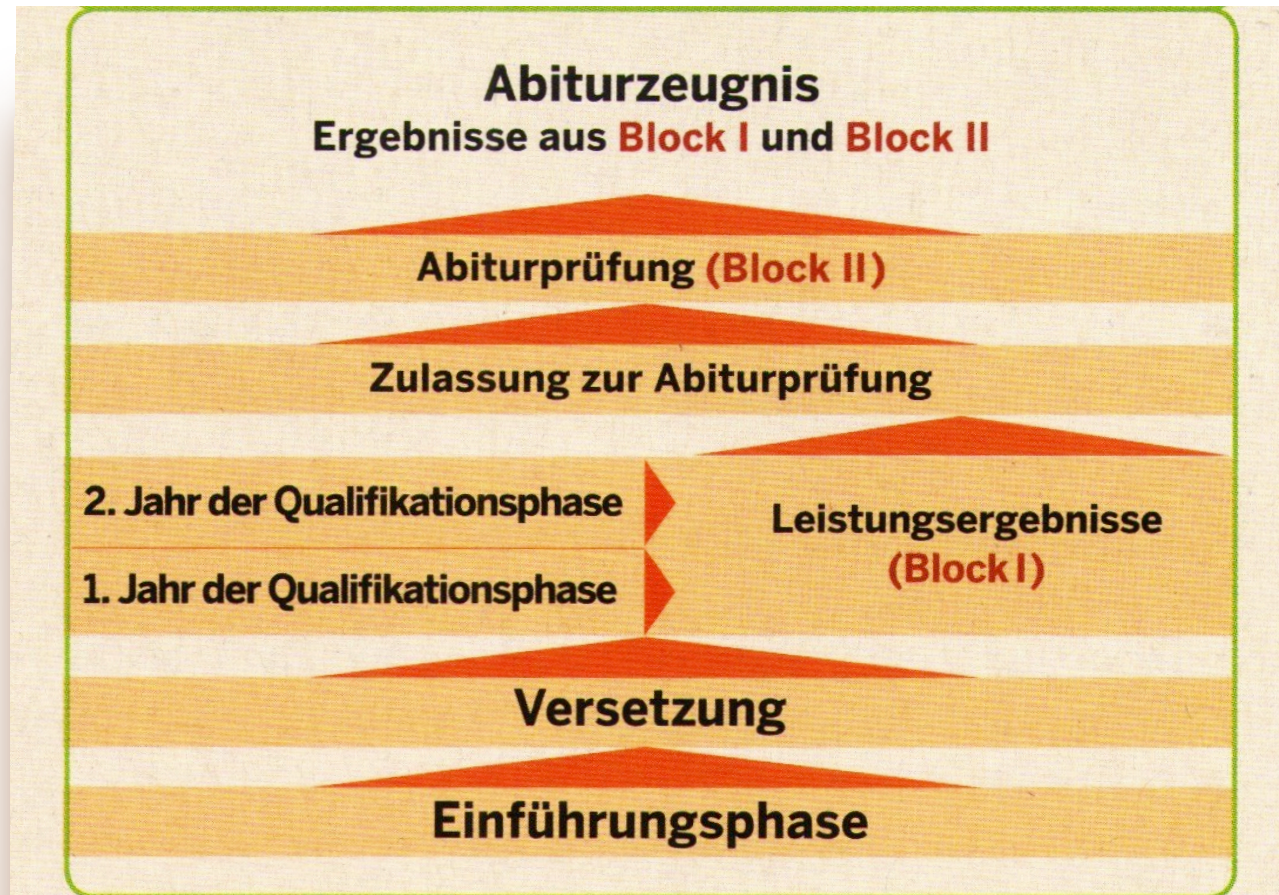 Abiturzeugnis
Ergebnisse aus Block I und Block II
Abiturprüfung (Block II)
Zulassung zur Abiturprüfung
2. Jahr der Qualifikationsphase
1. Jahr der Qualifikationsphase
Leistungsergebnisse
(Block I)
Versetzung
Einführungsphase